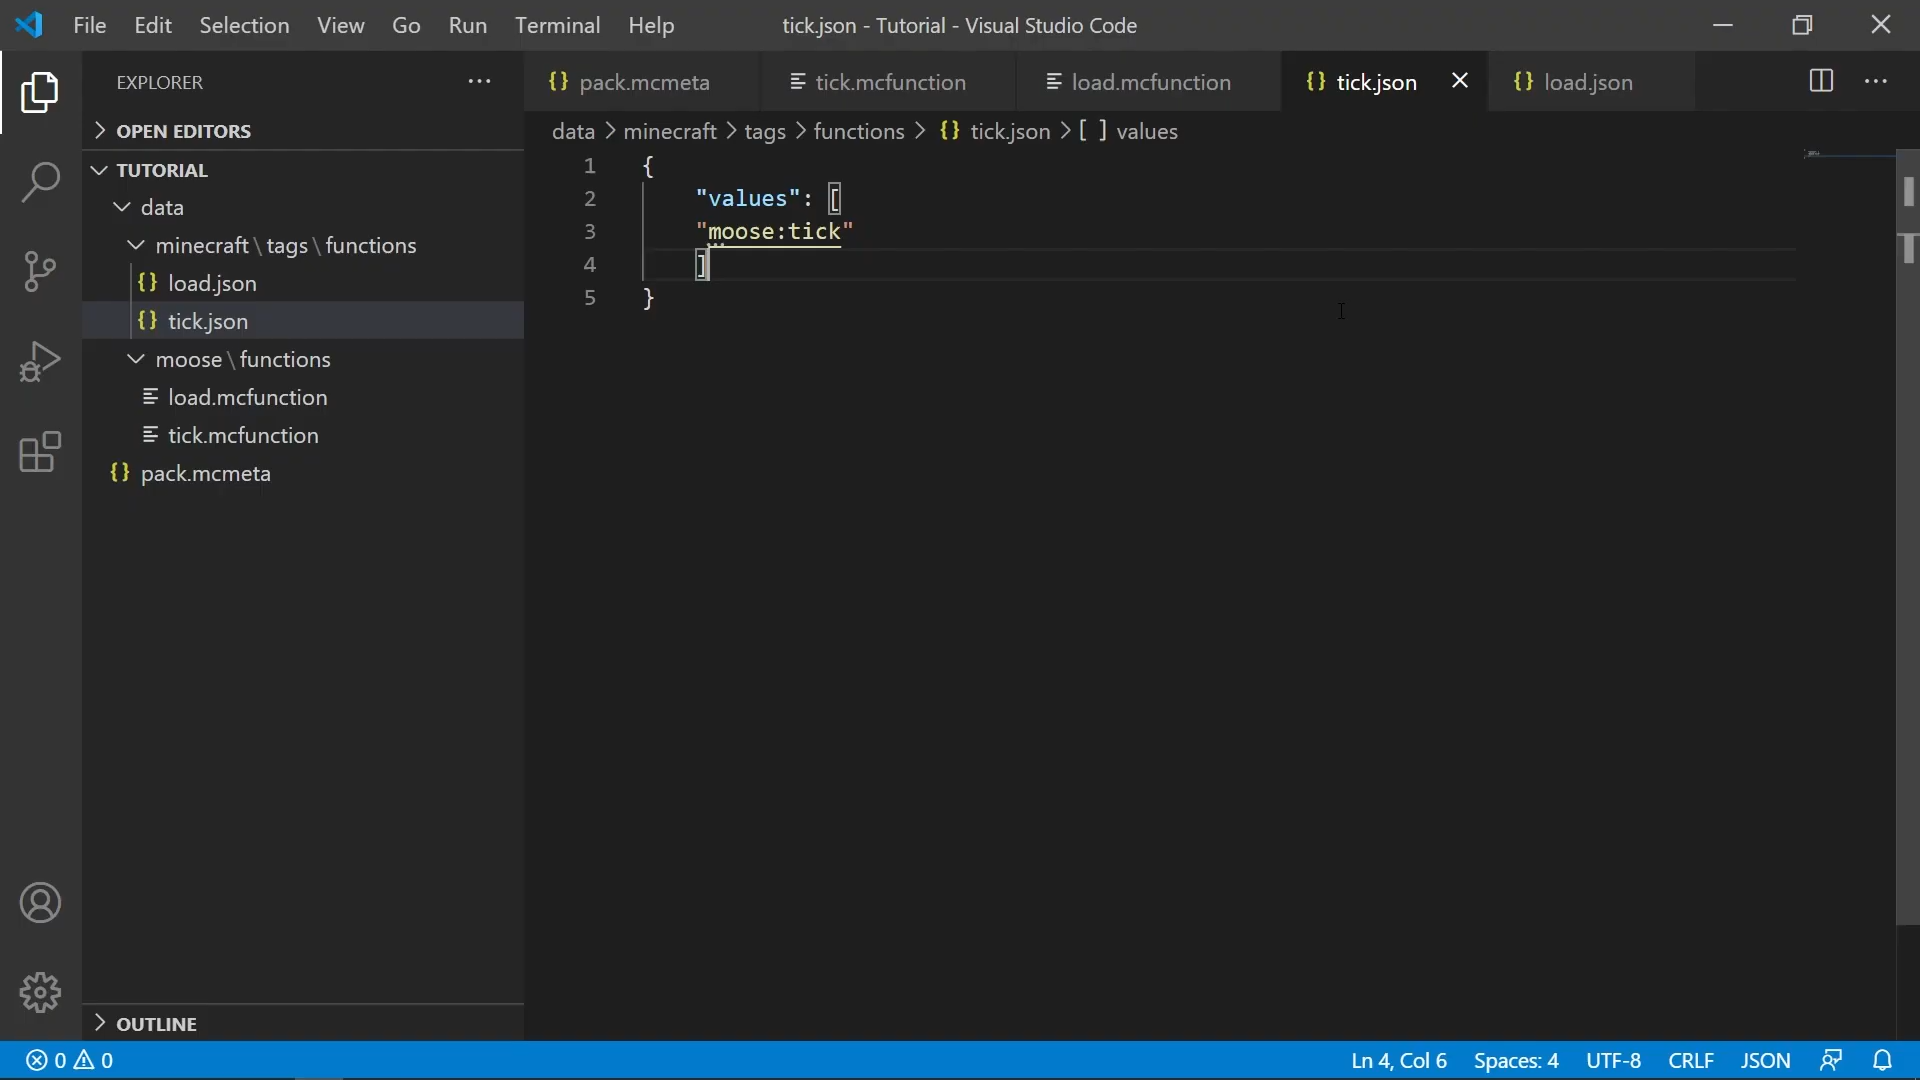 File Edit Selection View Go Run Terminal Help tick.json - Tutorial - Visual Studio Code
EXPLORER
OPEN EDITORS
TUTORIAL
data
minecraft\tags\functions
load.json
tick.json
moose\functions
load.mcfunction
tick.mcfunction
pack.mcmeta
OUTLINE
{} pack.mcmeta tick.mcfunction load.mcfunction {} tick.json {} load.json
data > minecraft > tags > functions > {} tick.json > [ ] values
1 {
2 "values": [
3 "moose:tick"
4 ]
5 }
0 0 Ln 4, Col 6 Spaces: 4 UTF-8 CRLF JSON